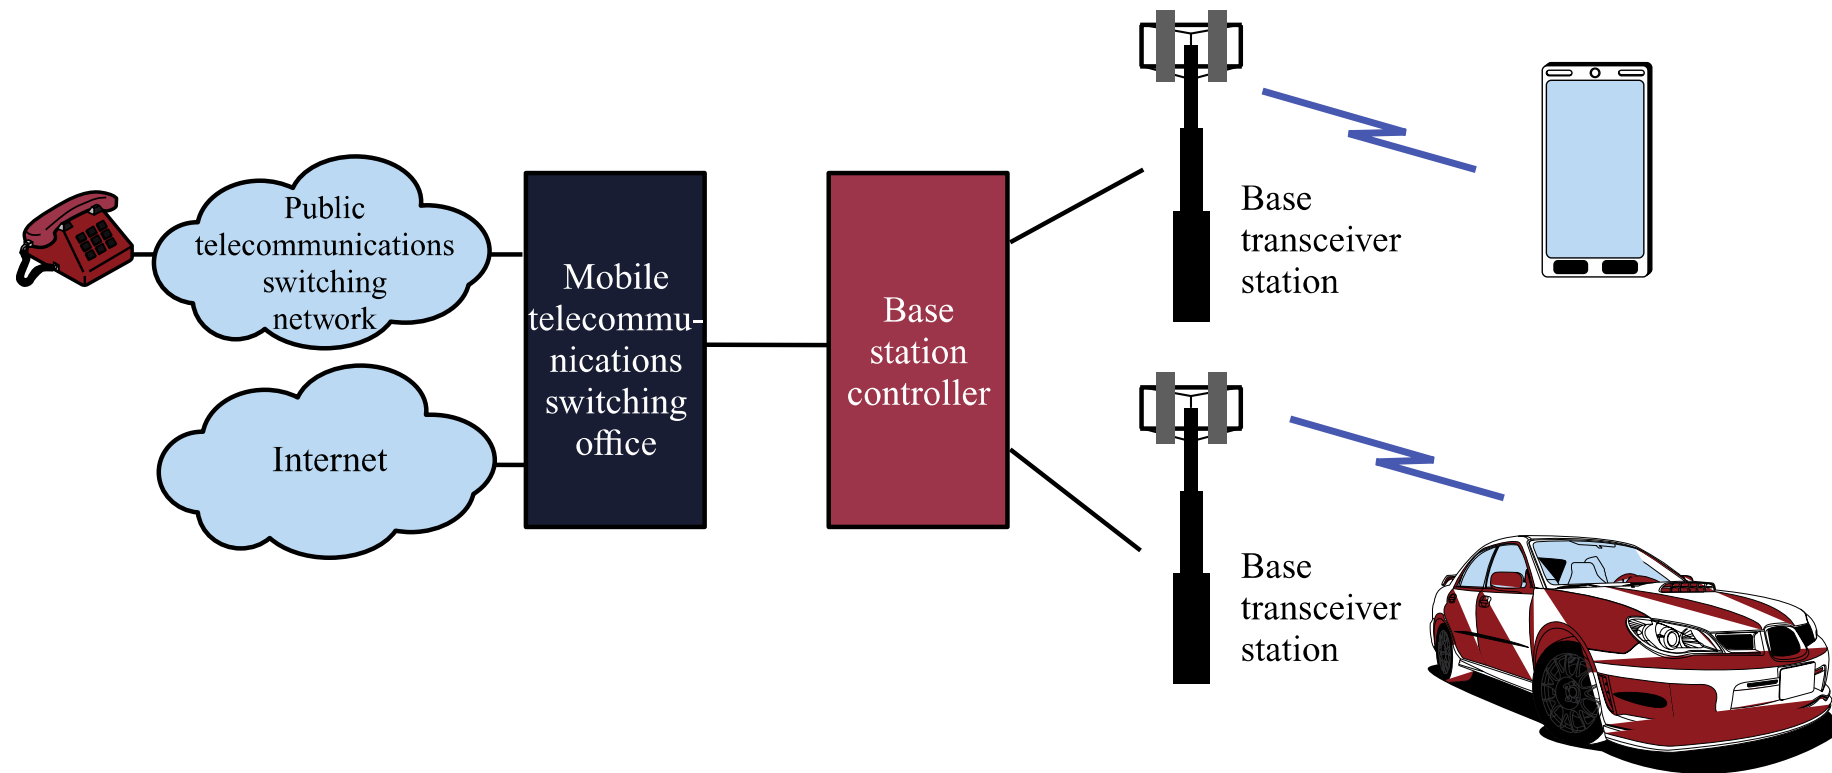 Public
telecommunications
switching
network
Internet
Mobile
telecommu-
nications
switching
office
Base
station
controller
Base
transceiver
station
Base
transceiver
station